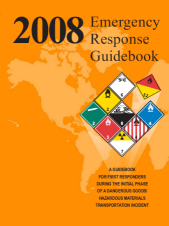 2008 Emergency
Response
Guidebook
A GUIDEBOOK
FOR FIRST RESPONDERS
DURING THE INITIAL PHASE
OF A DANGEROUS GOODS/
HAZARDOUS MATERIALS
TRANSPORTATION INCIDENT